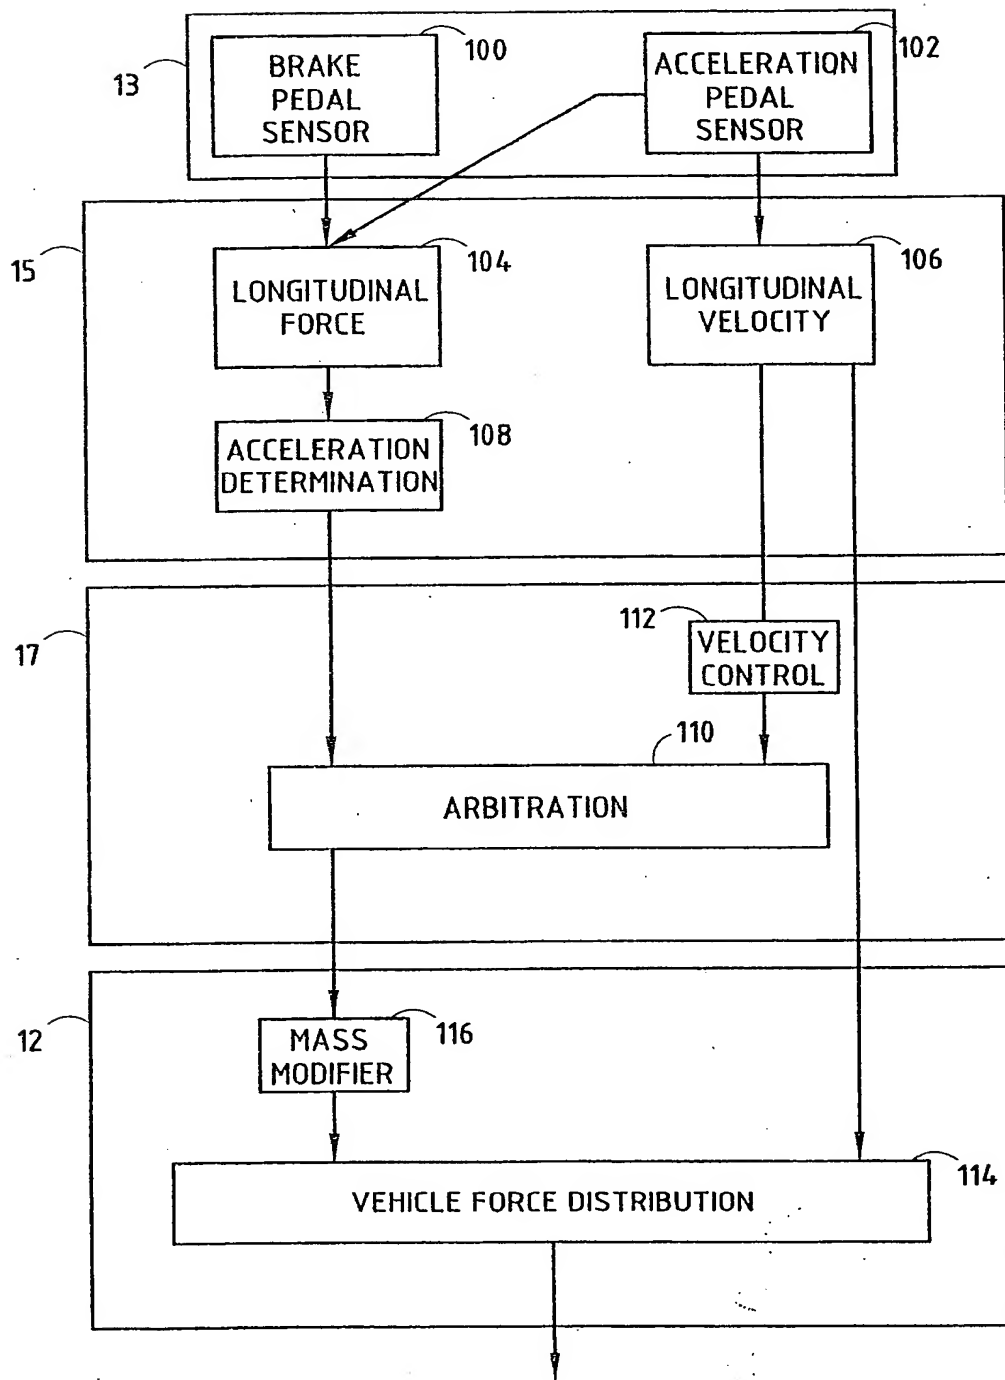 100
102
13
BRAKE
PEDAL
SENSOR
ACCELERATION
PEDAL
SENSOR
15
104
106
LONGITUDINAL
FORCE
LONGITUDINAL
VELOCITY
108
ACCELERATION
DETERMINATION
17
112
VELOCITY
CONTROL
110
ARBITRATION
12
116
MASS
MODIFIER
114
VEHICLE FORCE DISTRIBUTION